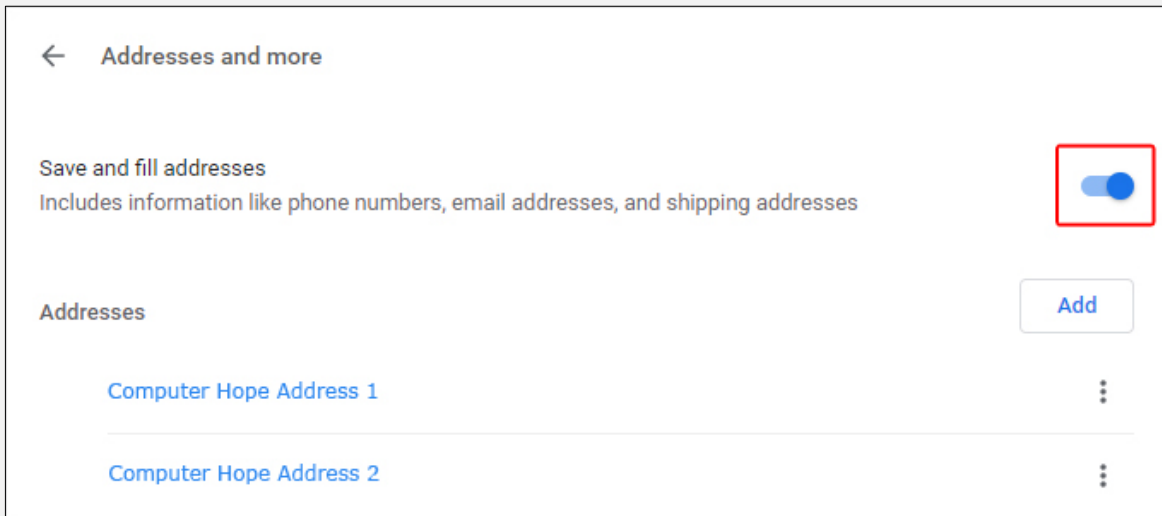 Addresses and more
Save and fill addresses
Includes information like phone numbers, email addresses, and shipping addresses
Addresses
Add
Computer Hope Address 1
Computer Hope Address 2